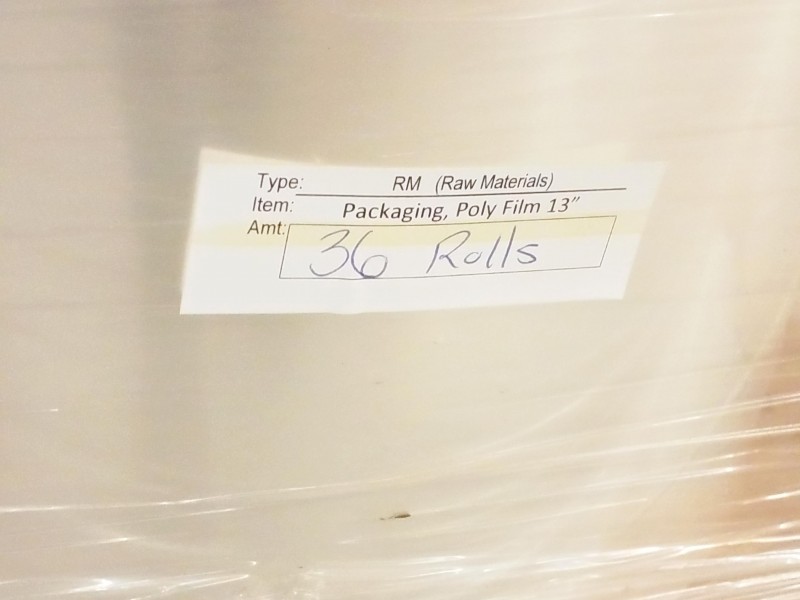 Type: RM (Raw Materials)
Item: Packaging, Poly Film 13"
Amt: 36 Rolls